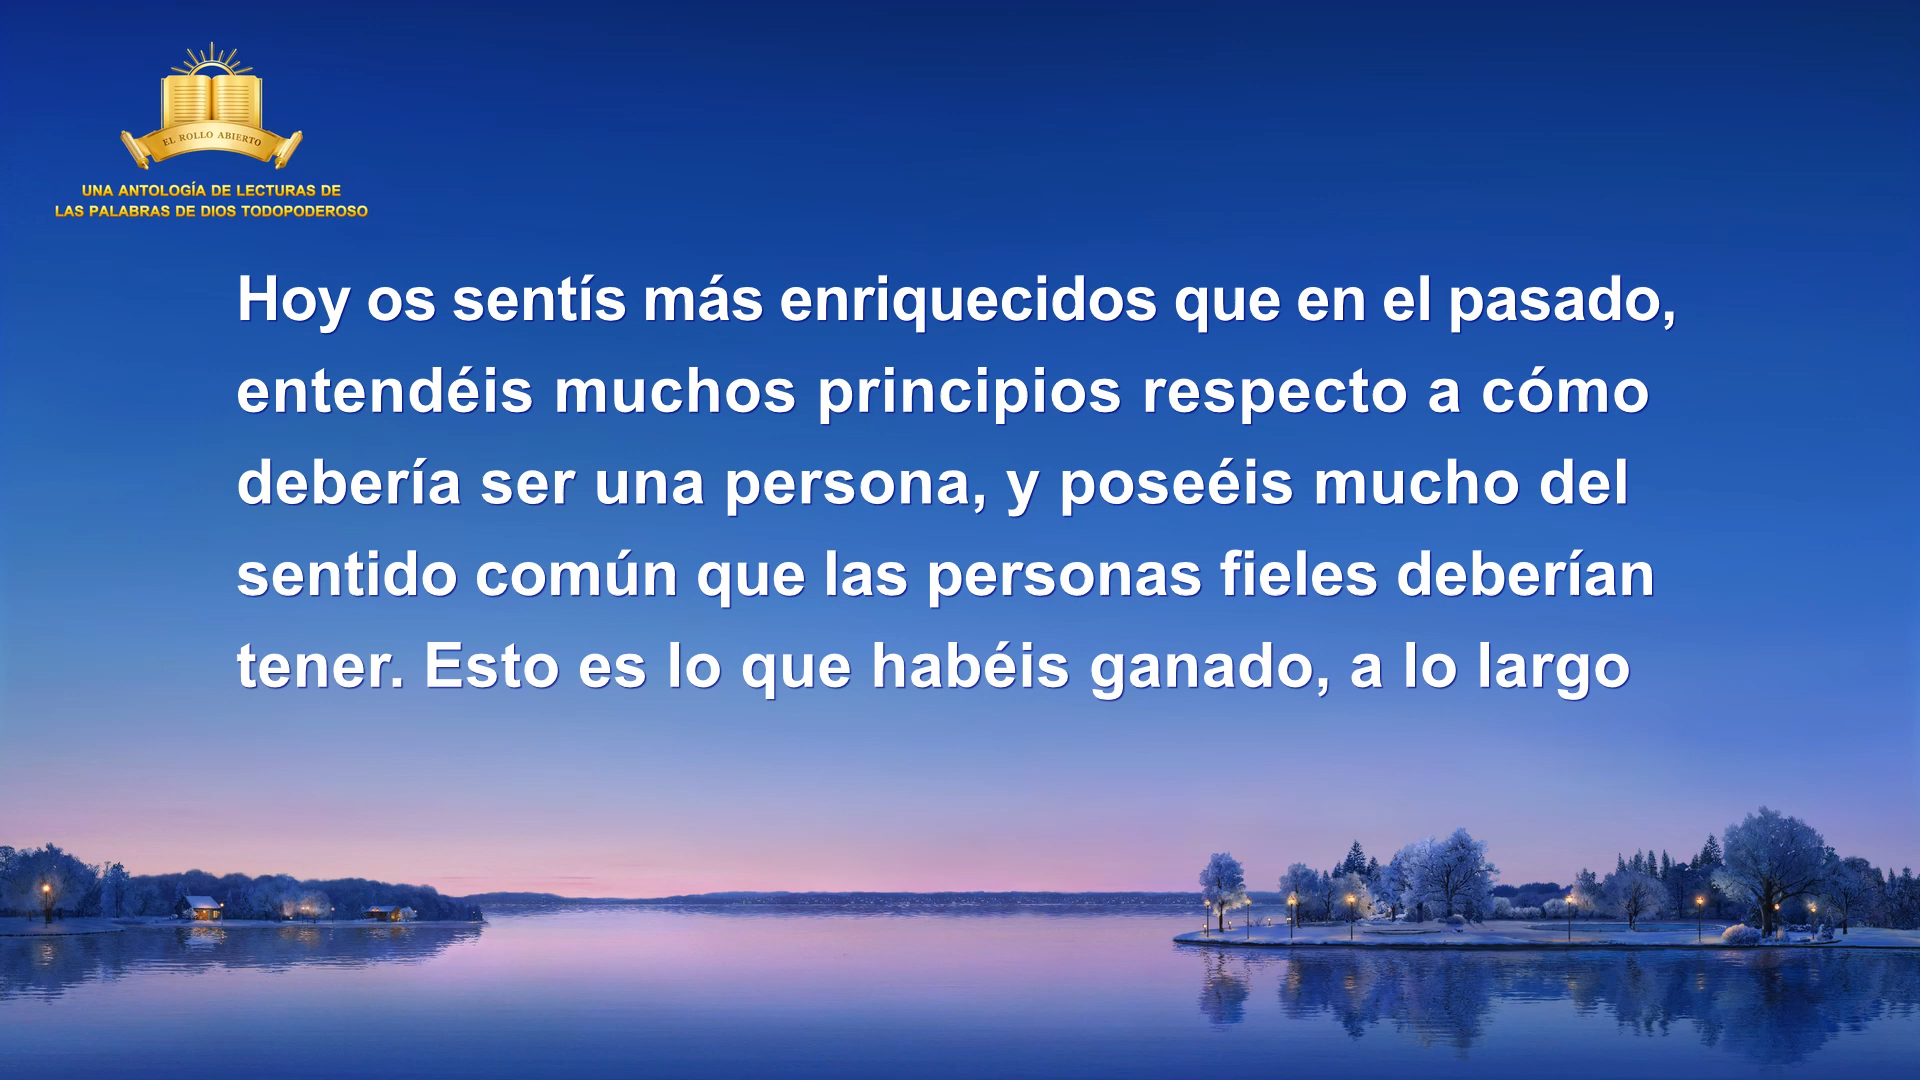 EL ROLLO ABIERTO
UNA ANTOLOGÍA DE LECTURAS DE
LAS PALABRAS DE DIOS TODOPODEROSO
Hoy os sentís más enriquecidos que en el pasado,
entendéis muchos principios respecto a cómo
debería ser una persona, y poseéis mucho del
sentido común que las personas fieles deberían
tener. Esto es lo que habéis ganado, a lo largo